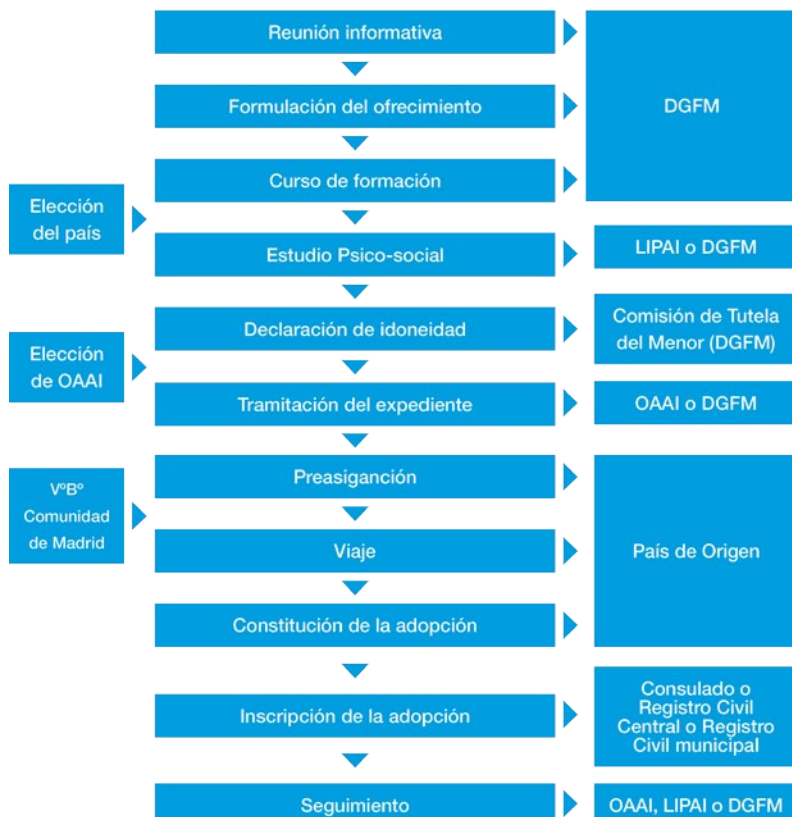 Reunión informativa
Formulación del ofrecimiento
DGFM
Curso de formación
Elección
del país
Estudio Psico-social
LIPAI o DGFM
Declaración de idoneidad
Comisión de Tutela
del Menor (DGFM)
Elección
de OAAI
Tramitación del expediente
OAAI o DGFM
Preasiganción
VºBº
Comunidad
de Madrid
Viaje
País de Origen
Constitución de la adopción
Inscripción de la adopción
Consulado o
Registro Civil
Central o Registro
Civil municipal
Seguimiento
OAAI, LIPAI o DGFM